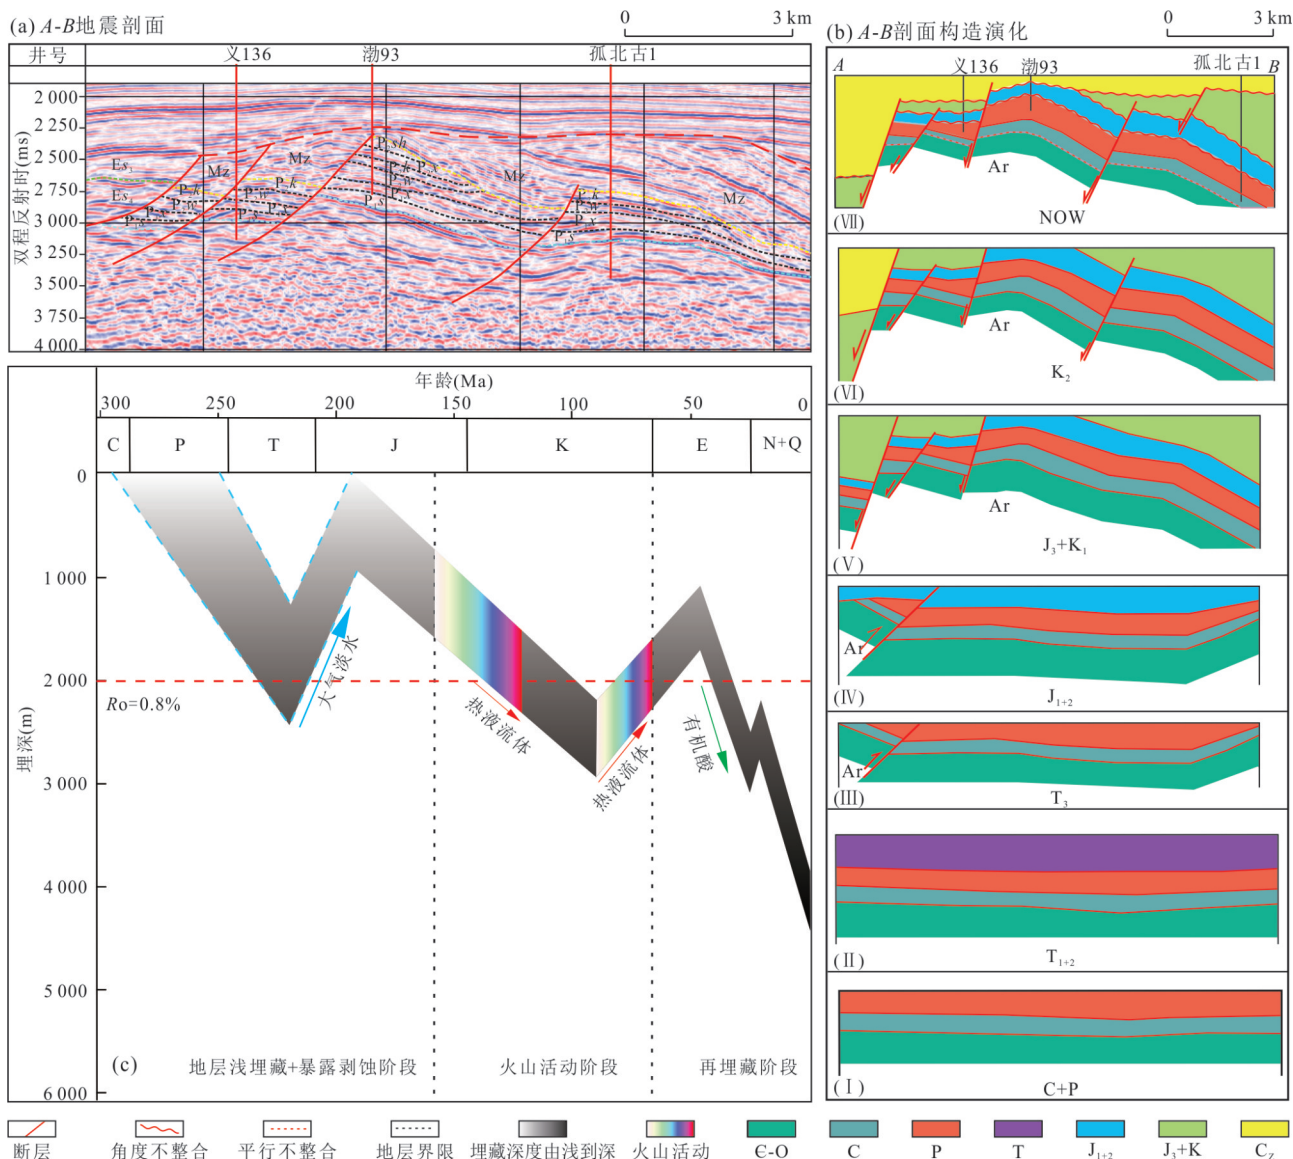 (a) A-B地震剖面
0 3 km
井号 义136 渤93 孤北古1
双程反射时(ms)
2 000
2 250
2 500
2 750
3 000
3 250
3 500
3 750
4 000
Es₃
Es₄
Mz
Mz
Mz
Mz
P₂sh
P₂k
P₂x
年龄(Ma)
300 250 200 150 100 50 0
C P T J K E N+Q
埋深(m)
0
1 000
2 000
3 000
4 000
5 000
6 000
Ro=0.8%
大气淡水
热液流体
热液流体
有机酸
(c)
地层浅埋藏+暴露剥蚀阶段 火山活动阶段 再埋藏阶段
0 3 km
(b) A-B剖面构造演化
A 义136 渤93 孤北古1 B
Ar
(Ⅶ) NOW
Ar
(Ⅵ) K₂
Ar
(Ⅴ) J₃+K₁
Ar
(Ⅳ) J₁₊₂
Ar
(Ⅲ) T₃
(Ⅱ) T₁₊₂
(Ⅰ) C+P
断层 角度不整合 平行不整合 地层界限 埋藏深度由浅到深 火山活动 Є-O C P T J₁₊₂ J₃+K C_Z